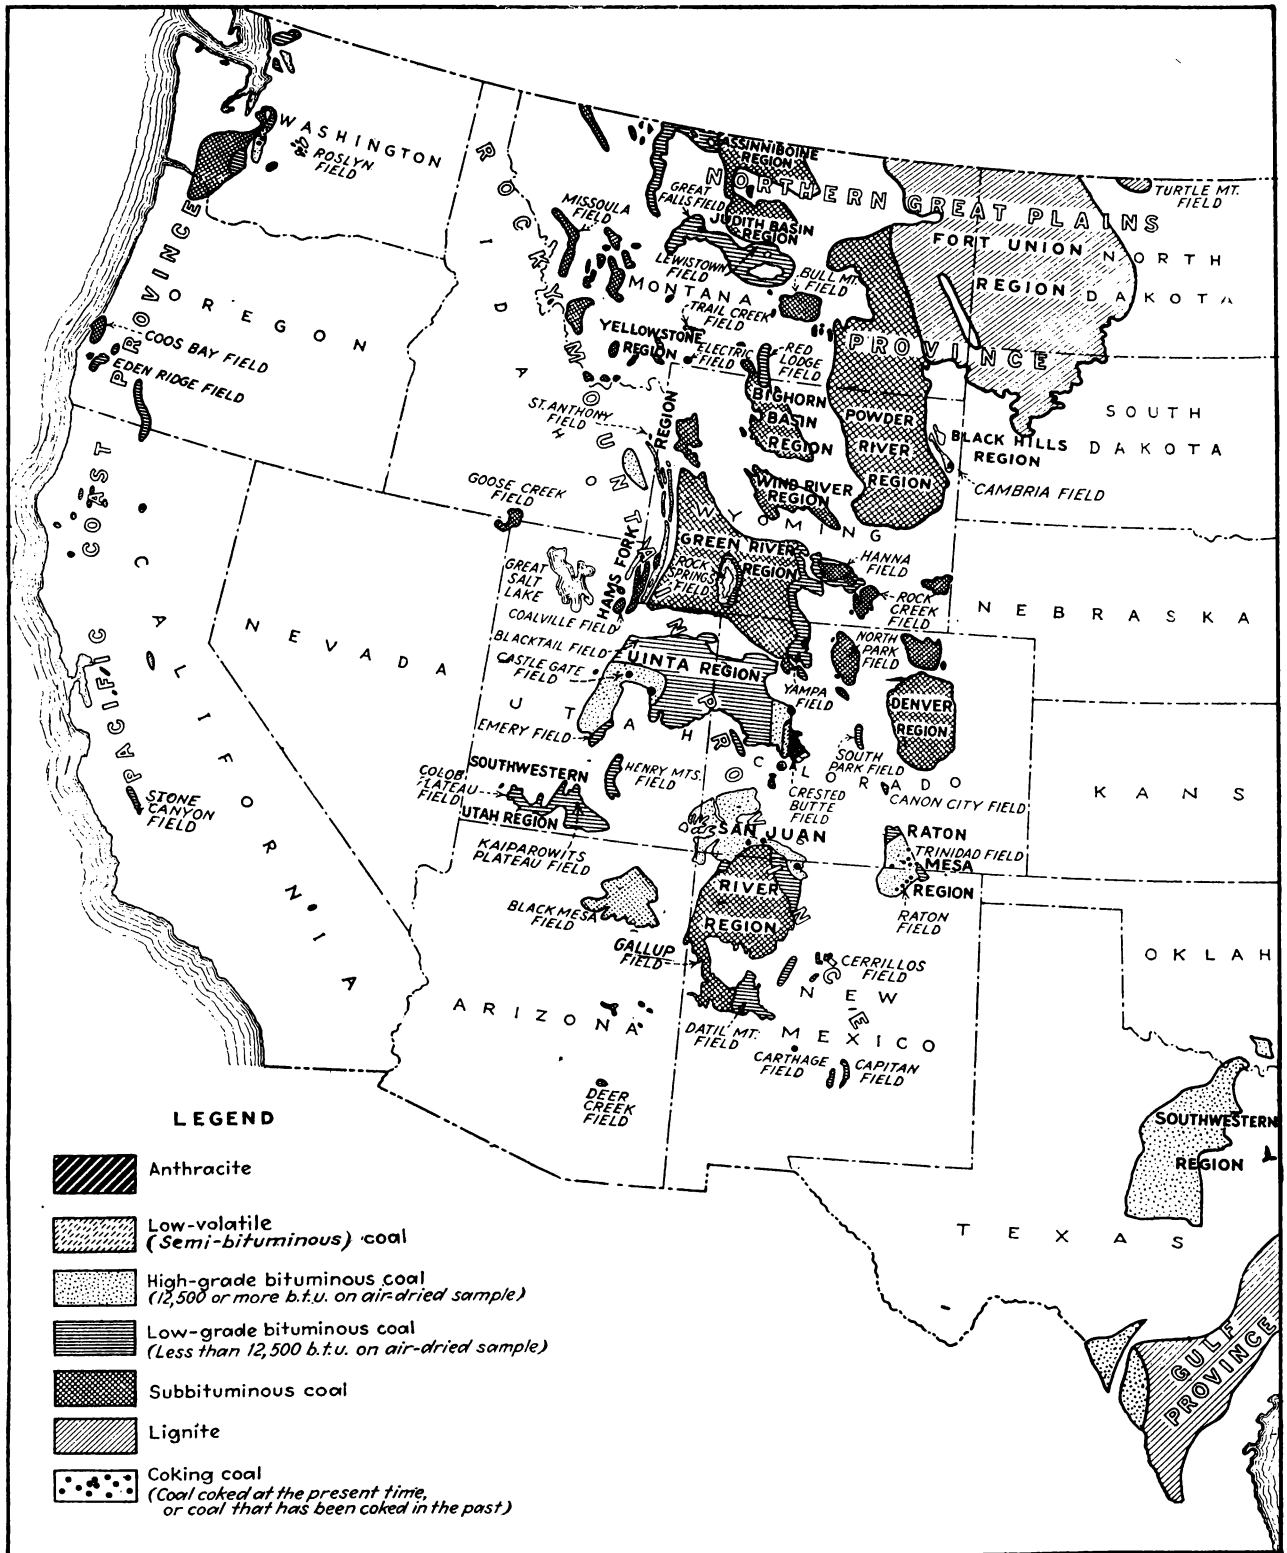 WASHINGTON
ROSLYN
FIELD
ASSINNIBOINE
REGION
NORTHERN GREAT PLAINS
PROVINCE
TURTLE MT.
FIELD
GREAT
FALLS FIELD
MISSOULA
FIELD
JUDITH BASIN
REGION
FORT UNION
REGION
NORTH
DAKOTA
LEWISTOWN
FIELD
BULL MT.
FIELD
MONTANA
TRAIL CREEK
FIELD
ROCKY MOUNTAIN PROVINCE
IDAH
OREGON
PACIFIC COAST PROVINCE
COOS BAY FIELD
EDEN RIDGE FIELD
YELLOWSTONE
REGION
ELECTRIC
FIELD
RED
LODGE
FIELD
BIGHORN
BASIN
REGION
POWDER
RIVER
REGION
SOUTH
DAKOTA
BLACK HILLS
REGION
CAMBRIA FIELD
ST. ANTHONY
FIELD
HAMS FORK REGION
GOOSE CREEK
FIELD
WIND RIVER
REGION
WYOMING
GREEN RIVER
REGION
ROCK
SPRINGS
FIELD
HANNA
FIELD
ROCK
CREEK
FIELD
NEBRASKA
GREAT
SALT
LAKE
COALVILLE FIELD
BLACKTAIL FIELD
CASTLE GATE
FIELD
UINTA REGION
NORTH
PARK
FIELD
YAMPA
FIELD
DENVER
REGION
NEVADA
CALIFORNIA
UTAH
EMERY FIELD
SOUTHWESTERN
UTAH REGION
COLOB
PLATEAU
FIELD
HENRY MTS.
FIELD
KAIPAROWITS
PLATEAU FIELD
COLORADO
SOUTH
PARK FIELD
CRESTED
BUTTE
FIELD
CANON CITY FIELD
KANS
STONE
CANYON
FIELD
SAN JUAN
RIVER
REGION
RATON
MESA
REGION
TRINIDAD FIELD
RATON
FIELD
BLACK MESA
FIELD
GALLUP
FIELD
CERRILLOS
FIELD
OKLAH
ARIZONA
NEW
MEXICO
DATIL MT.
FIELD
CARTHAGE
FIELD
CAPITAN
FIELD
DEER
CREEK
FIELD
SOUTHWESTERN
REGION
TEXAS
GULF
PROVINCE
LEGEND
Anthracite
Low-volatile
(Semi-bituminous) coal
High-grade bituminous coal
(12,500 or more b.t.u. on air-dried sample)
Low-grade bituminous coal
(Less than 12,500 b.t.u. on air-dried sample)
Subbituminous coal
Lignite
Coking coal
(Coal coked at the present time,
or coal that has been coked in the past)